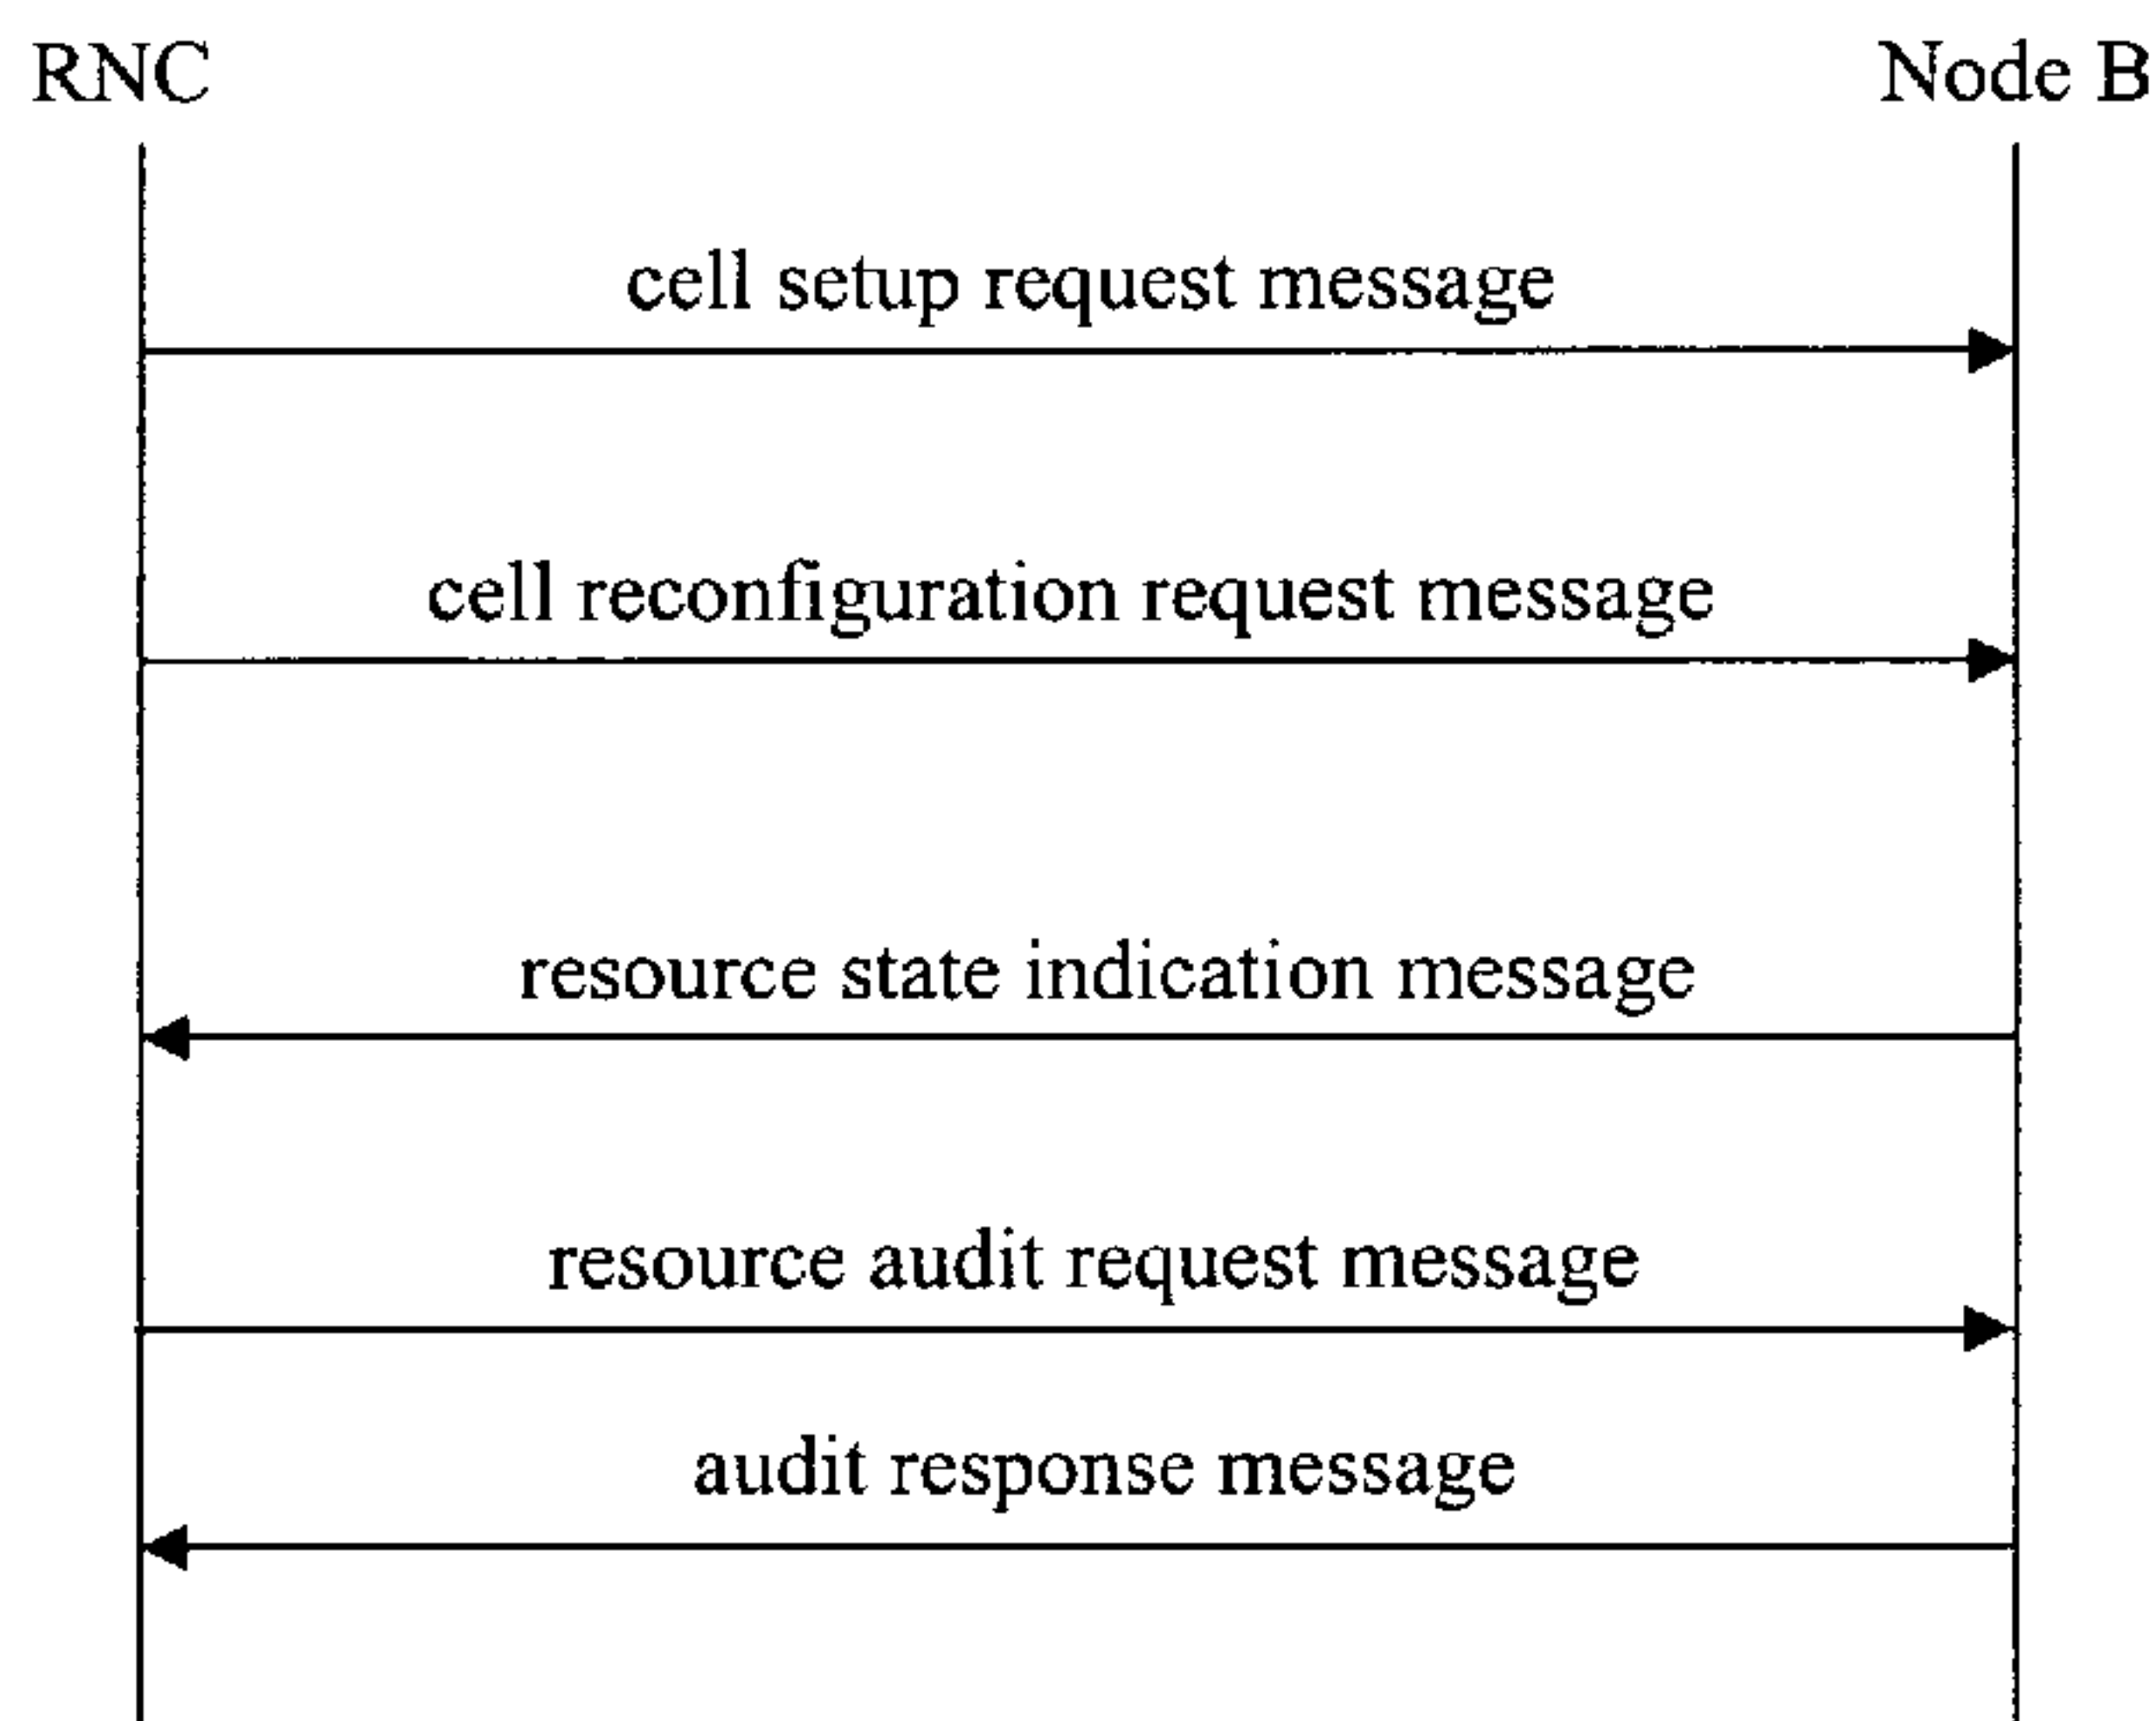 RNC Node B
cell setup request message
cell reconfiguration request message
resource state indication message
resource audit request message
audit response message